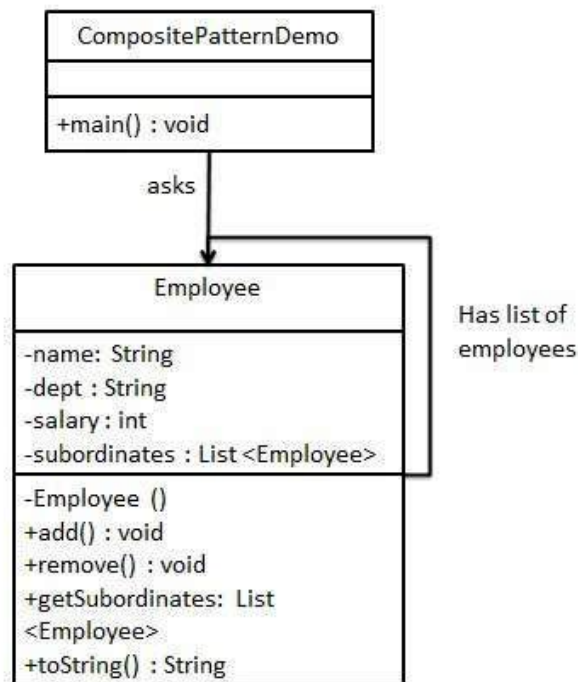 CompositePatternDemo
+main() : void
asks
Employee
-name: String
-dept : String
-salary : int
-subordinates : List <Employee>
Has list of
employees
-Employee ()
+add() : void
+remove() : void
+getSubordinates: List
<Employee>
+toString() : String